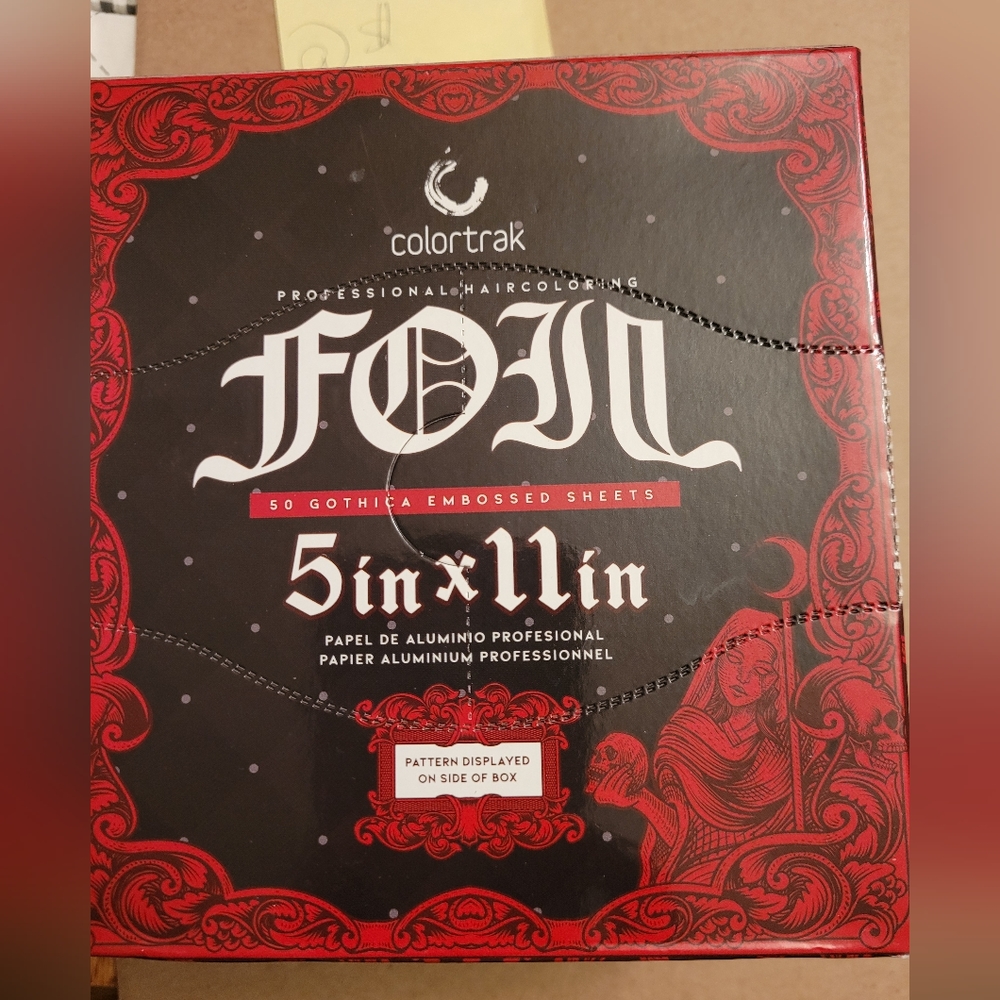 colortrak
PROFESSIONAL HAIRCOLORING
FOIL
50 GOTHICA EMBOSSED SHEETS
5in x 11in
PAPEL DE ALUMINIO PROFESIONAL
PAPIER ALUMINIUM PROFESSIONNEL
PATTERN DISPLAYED
ON SIDE OF BOX